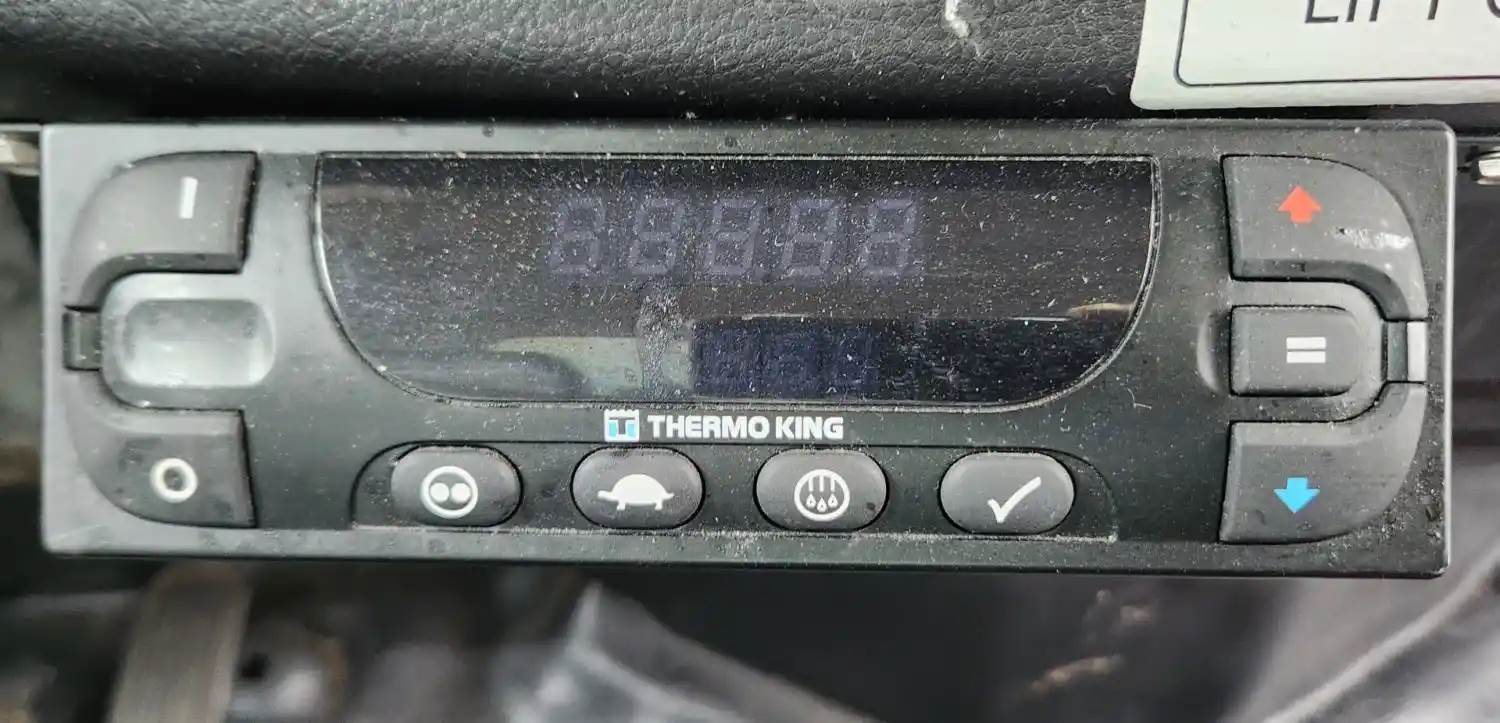 I
THERMO KING
O
=